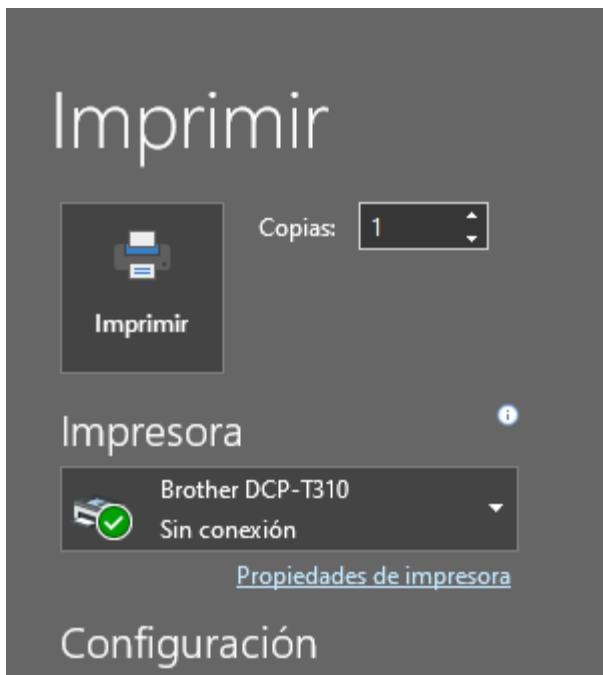 Imprimir
Copias: 1
Imprimir
Impresora
Brother DCP-T310
Sin conexión
Propiedades de impresora
Configuración